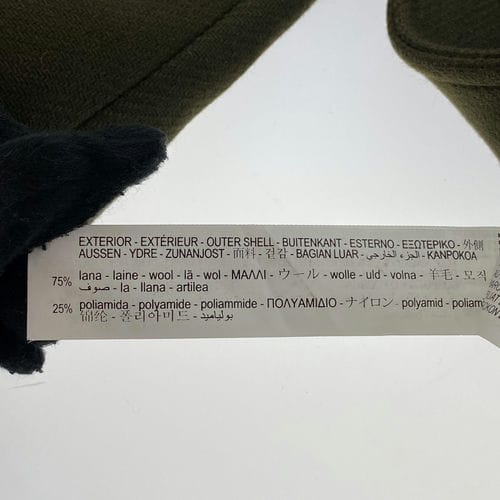 EXTERIOR - EXTÉRIEUR - OUTER SHELL - BUITENKANT - ESTERNO - ΕΞΩΤΕΡΙΚΟ - 外側
AUSSEN - YDRE - ZUNANJOST - 面料 - 겉감 - BAGIAN LUAR - الجزء الخارجي - KANPOKOA
75% lana - laine - wool - lã - wol - ΜΑΛΛΙ - ウール - wolle - uld - volna - 羊毛 - 모직
صوف - la - llana - artilea
25% poliamida - polyamide - poliammide - ΠΟΛΥΑΜΙΔΙΟ - ナイロン - polyamid - poliami
锦纶 - 폴리아미드 - بولياميد